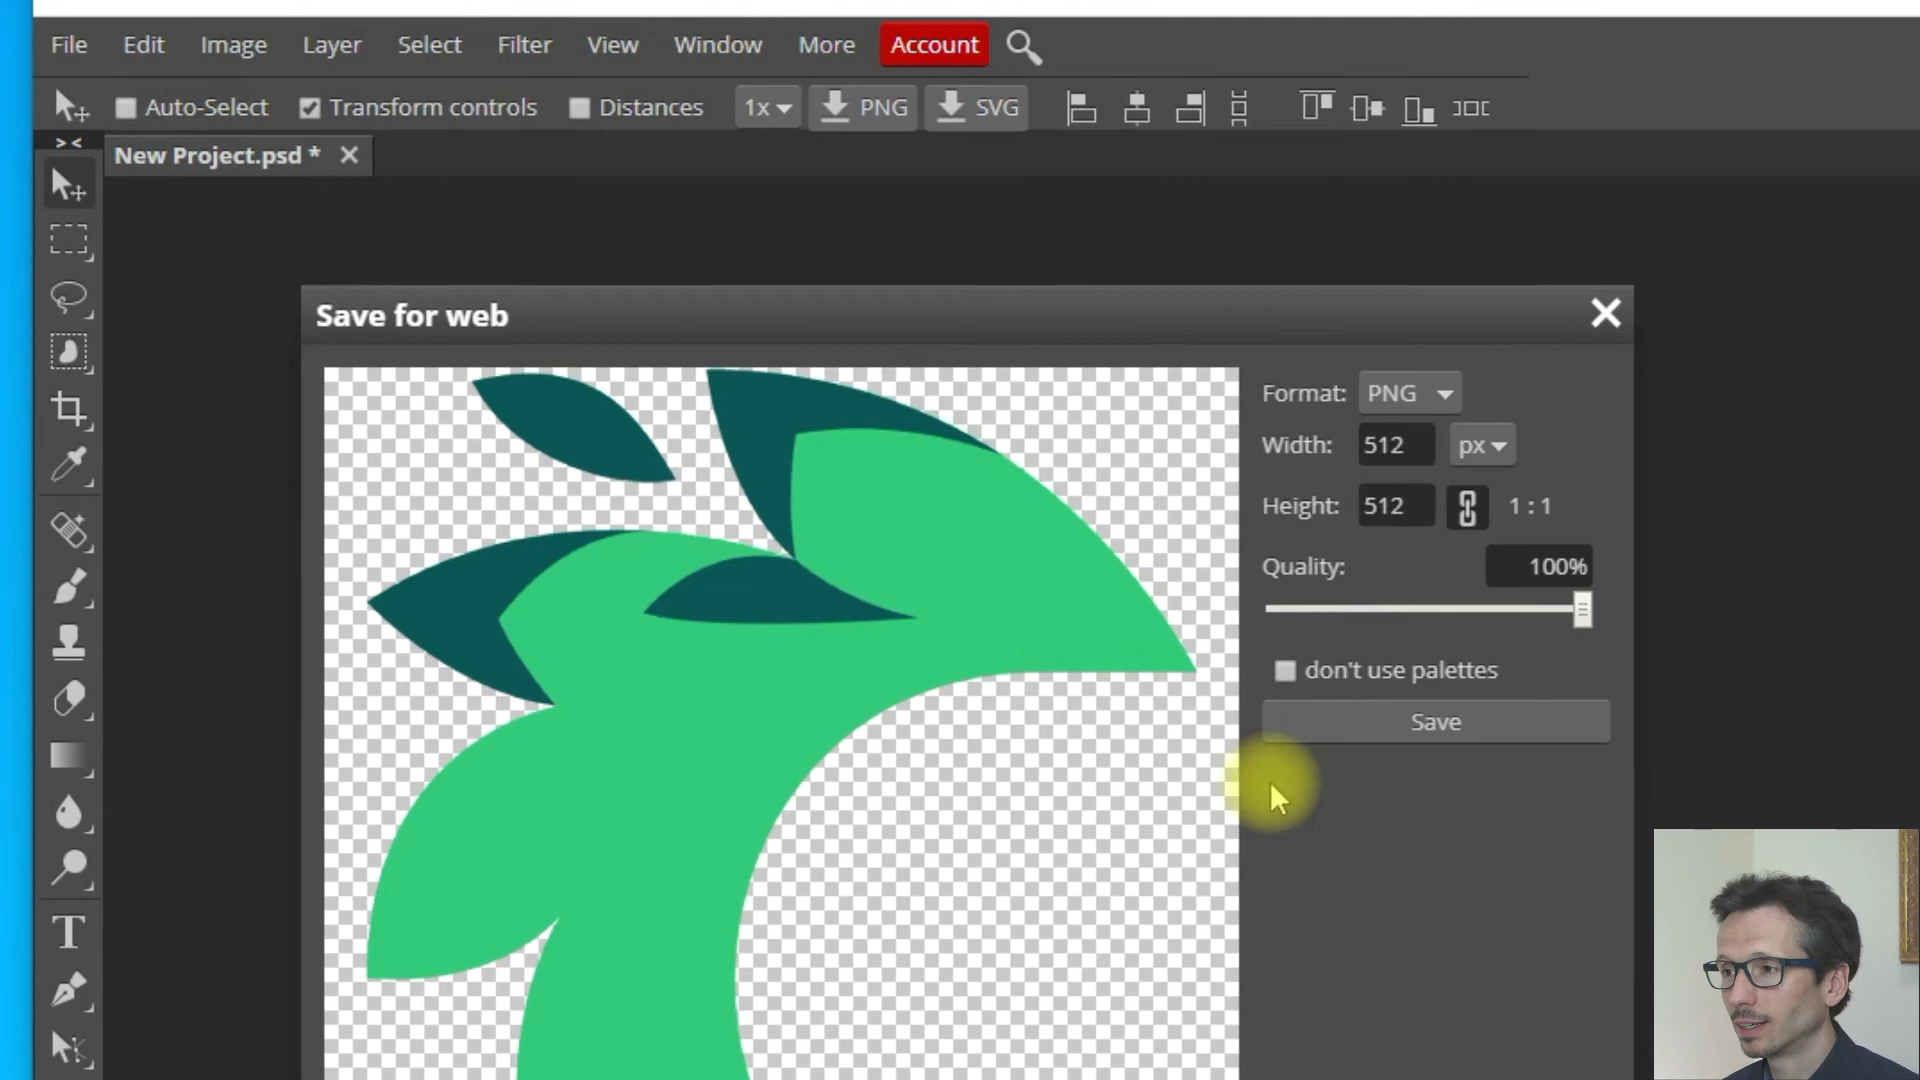 File Edit Image Layer Select Filter View Window More Account
Auto-Select Transform controls Distances 1x PNG SVG
> <
New Project.psd *
Save for web
Format: PNG
Width: 512 px
Height: 512 1 : 1
Quality: 100%
don't use palettes
Save
T